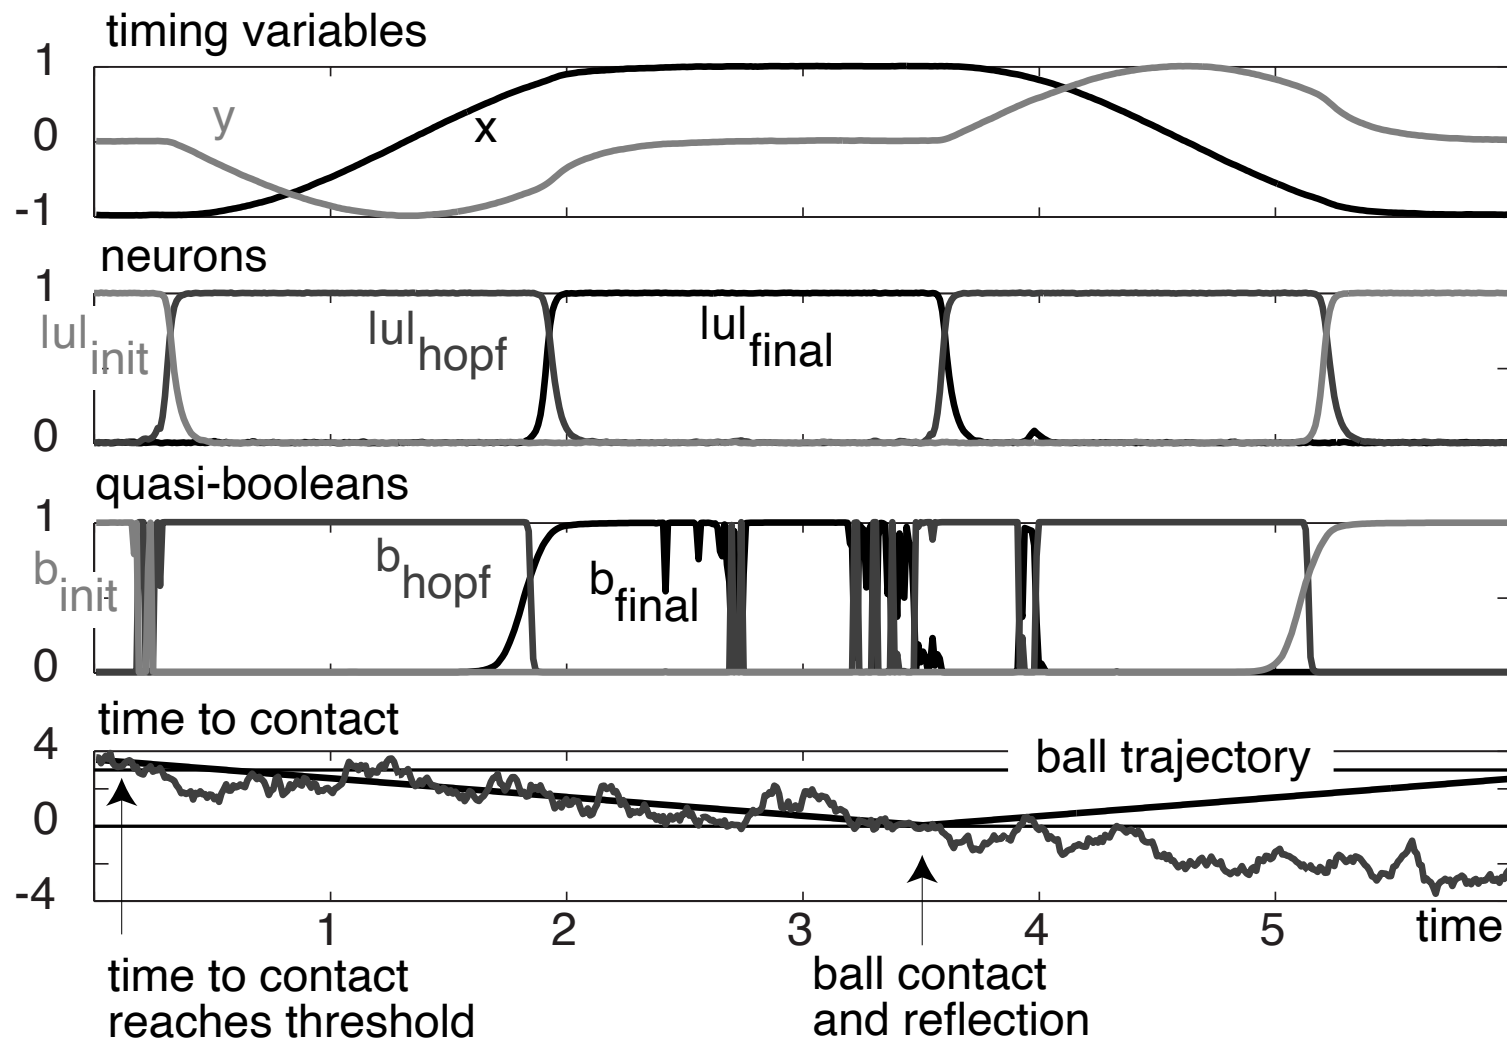 timing variables
1
0
-1
y
x
neurons
1
0
lul init
lul hopf
lul final
quasi-booleans
1
0
b init
b hopf
b final
time to contact
4
0
-4
ball trajectory
1 2 3 4 5 time
time to contact
reaches threshold
ball contact
and reflection